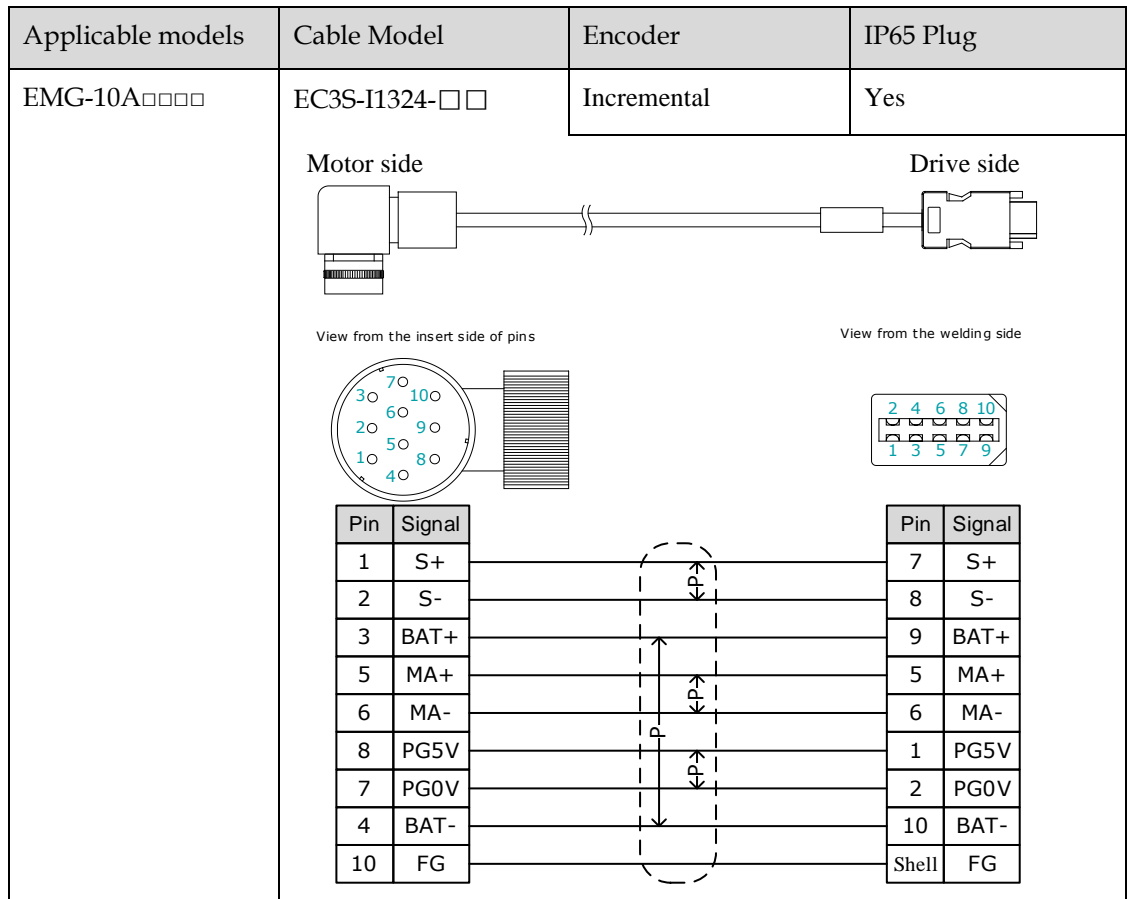 Applicable models Cable Model Encoder IP65 Plug
EMG-10A□□□□ EC3S-I1324-□□ Incremental Yes
Motor side Drive side
View from the insert side of pins View from the welding side
7
3 10
6
2 9
5
1 8
4
2 4 6 8 10
1 3 5 7 9
Pin Signal Pin Signal
1 S+ P 7 S+
2 S- 8 S-
3 BAT+ 9 BAT+
5 MA+ P 5 MA+
6 MA- P 6 MA-
8 PG5V P 1 PG5V
7 PG0V 2 PG0V
4 BAT- 10 BAT-
10 FG Shell FG